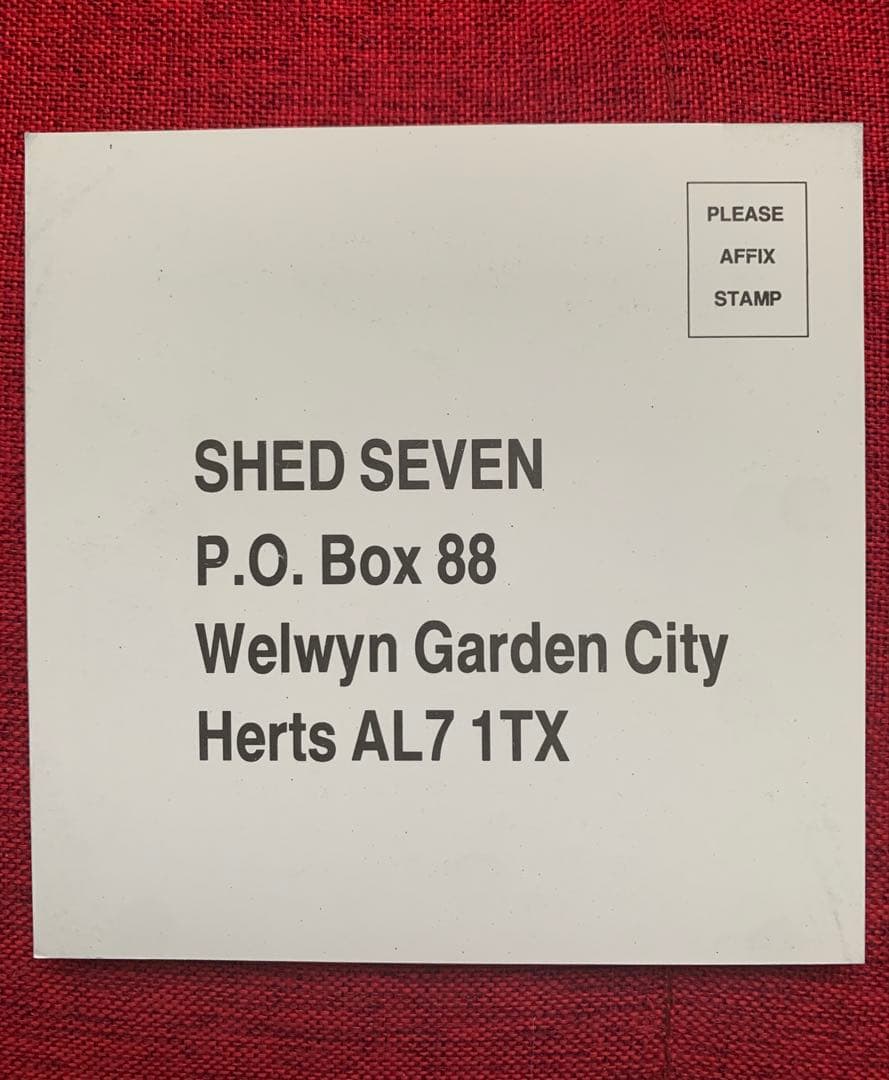 PLEASE
AFFIX
STAMP
SHED SEVEN
P.O. Box 88
Welwyn Garden City
Herts AL7 1TX